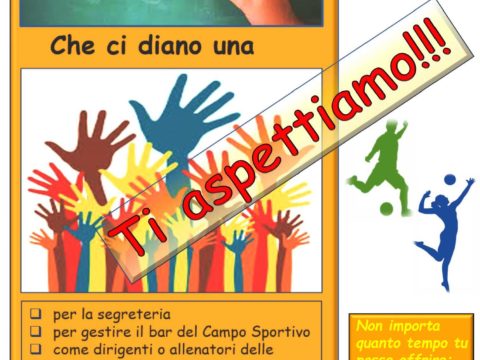 Che ci diano una
Ti aspettiamo!!!
per la segreteria
per gestire il bar del Campo Sportivo
come dirigenti o allenatori delle
Non importa
quanto tempo tu